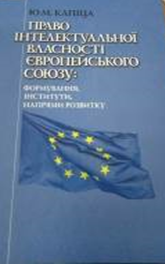 Ю.М. КАПІЦА
ПРАВО
ІНТЕЛЕКТУАЛЬНОЇ
ВЛАСНОСТІ
ЄВРОПЕЙСЬКОГО
СОЮЗУ:
ФОРМУВАННЯ,
ІНСТИТУТИ,
НАПРЯМИ РОЗВИТКУ